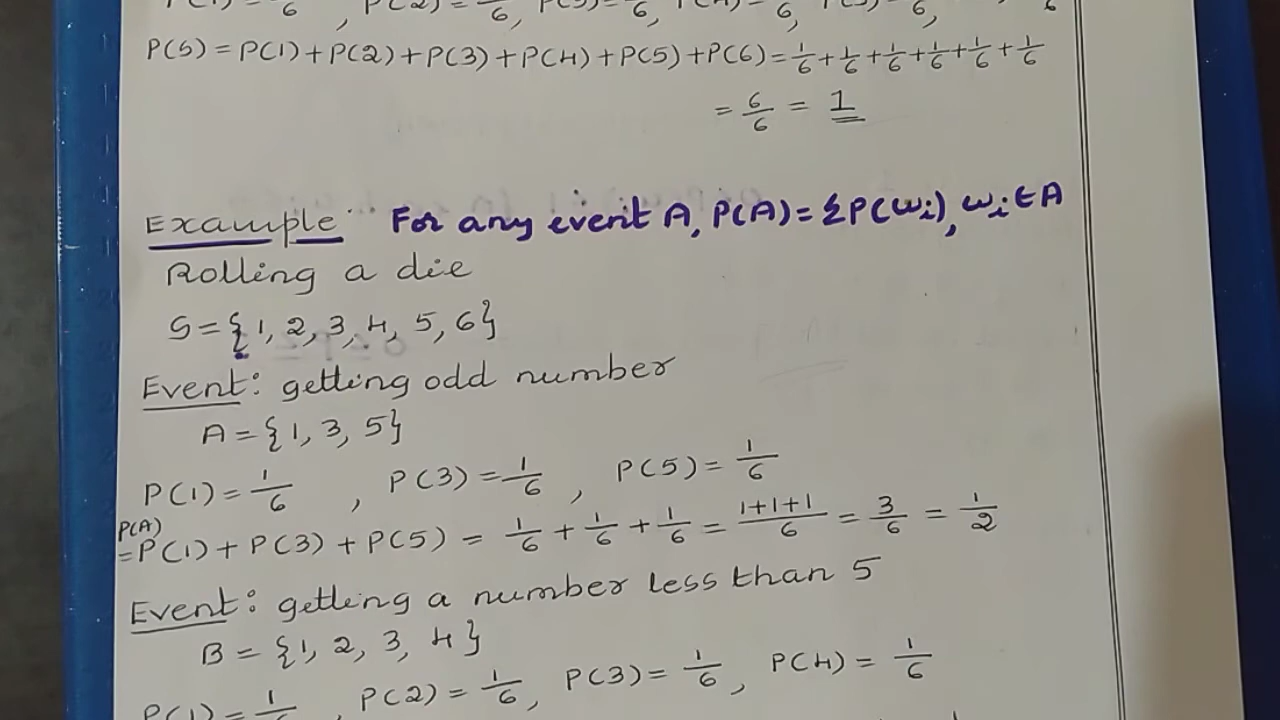 P(S) = P(1) + P(2) + P(3) + P(4) + P(5) + P(6) = 1/6 + 1/6 + 1/6 + 1/6 + 1/6 + 1/6
= 6/6 = 1
Example: For any event A, P(A) = ΣP(wi), wi ∈ A
Rolling a die
S = {1, 2, 3, 4, 5, 6}
Event: getting odd number
A = {1, 3, 5}
P(1) = 1/6 , P(3) = 1/6 , P(5) = 1/6
P(A)
= P(1) + P(3) + P(5) = 1/6 + 1/6 + 1/6 = 1+1+1/6 = 3/6 = 1/2
Event: getting a number less than 5
B = {1, 2, 3, 4}
P(1) = 1/6 , P(2) = 1/6 , P(3) = 1/6 , P(4) = 1/6